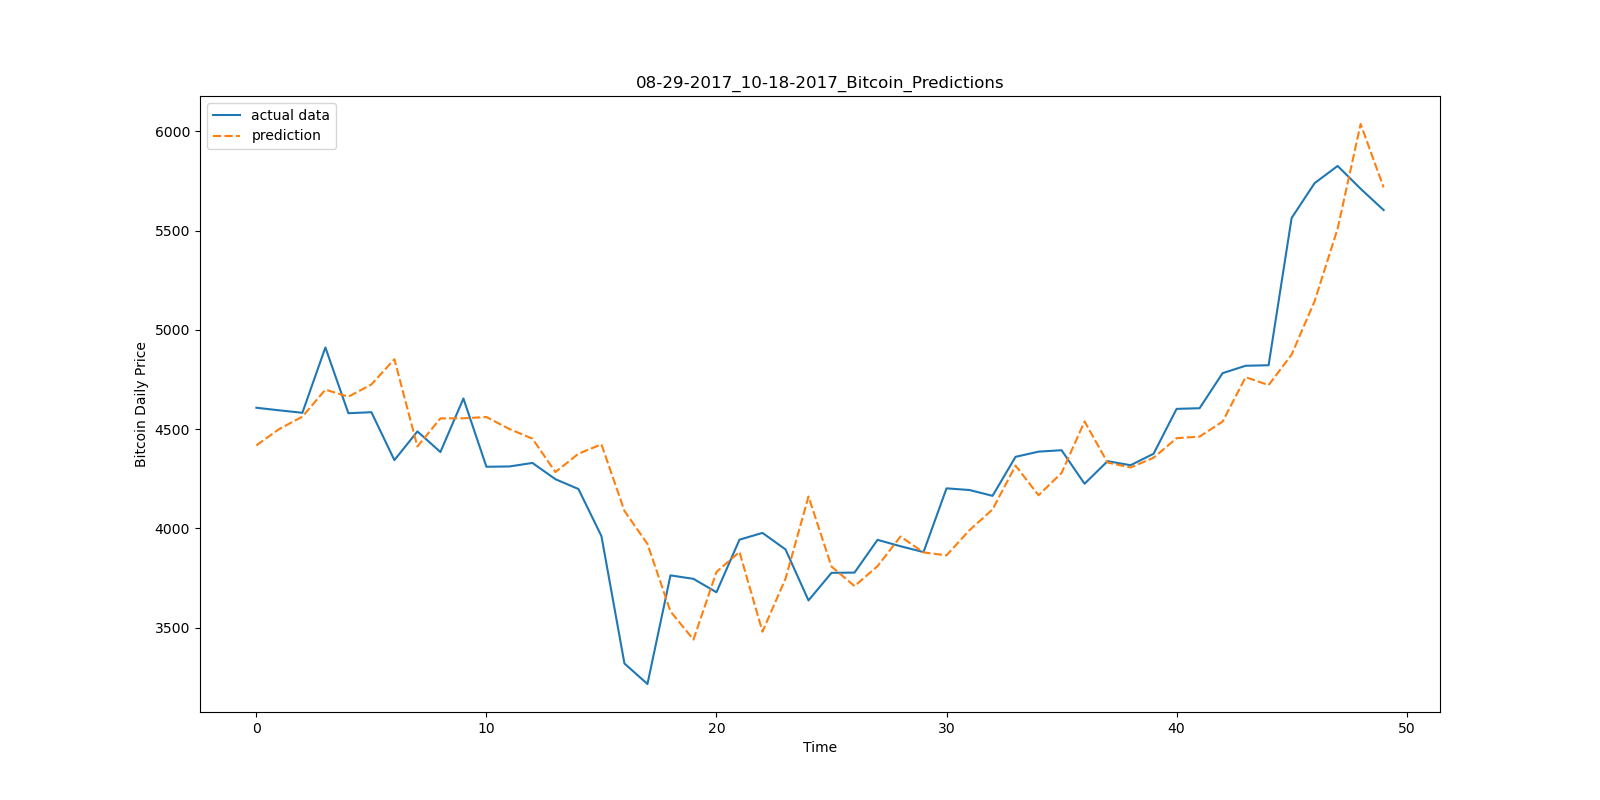 08-29-2017_10-18-2017_Bitcoin_Predictions
actual data
prediction
6000
5500
5000
4500
4000
3500
Bitcoin Daily Price
0 10 20 30 40 50
Time